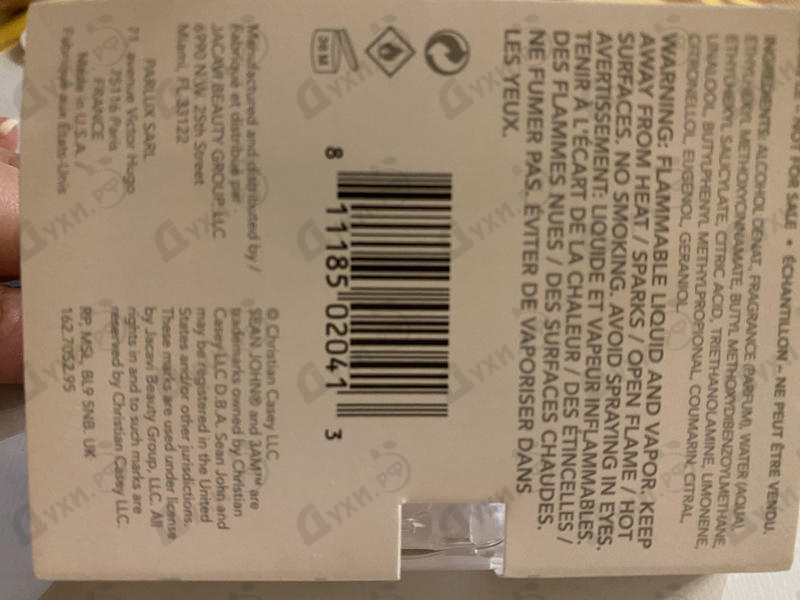 LE – NOT FOR SALE • ÉCHANTILLON – NE PEUT ÊTRE VENDU.
INGREDIENTS: ALCOHOL DENAT., FRAGRANCE (PARFUM), WATER (AQUA),
ETHYLHEXYL METHOXYCINNAMATE, BUTYL METHOXYDIBENZOYLMETHANE,
ETHYLHEXYL SALICYLATE, CITRIC ACID, TRIETHANOLAMINE, LIMONENE,
LINALOOL, BUTYLPHENYL METHYLPROPIONAL, COUMARIN, CITRAL,
CITRONELLOL, EUGENOL, GERANIOL.
WARNING: FLAMMABLE LIQUID AND VAPOR. KEEP
AWAY FROM HEAT / SPARKS / OPEN FLAME / HOT
SURFACES. NO SMOKING. AVOID SPRAYING IN EYES.
AVERTISSEMENT: LIQUIDE ET VAPEUR INFLAMMABLES.
TENIR À L'ÉCART DE LA CHALEUR / DES ÉTINCELLES /
DES FLAMMES NUES / DES SURFACES CHAUDES.
NE FUMER PAS. ÉVITER DE VAPORISER DANS
LES YEUX.
36 M
8 11185 02041 3
Manufactured and distributed by /
Fabriqué et distribué par
JACAVI BEAUTY GROUP, LLC
6990 N.W. 25th Street
Miami, FL 33122
PARLUX SARL
71, avenue Victor Hugo
75116 Paris
FRANCE
Made in U.S.A. /
Fabriqué aux États-Unis
© Christian Casey LLC
SEAN JOHN® and 3AM™ are
trademarks owned by Christian
Casey LLC D.B.A. Sean John and
may be registered in the United
States and/or other jurisdictions.
These marks are used under license
by Jacavi Beauty Group, LLC. All
rights in and to such marks are
reserved by Christian Casey LLC.
RP, MSL, BL9 5NB. UK
162.7052.95
Духи.рф